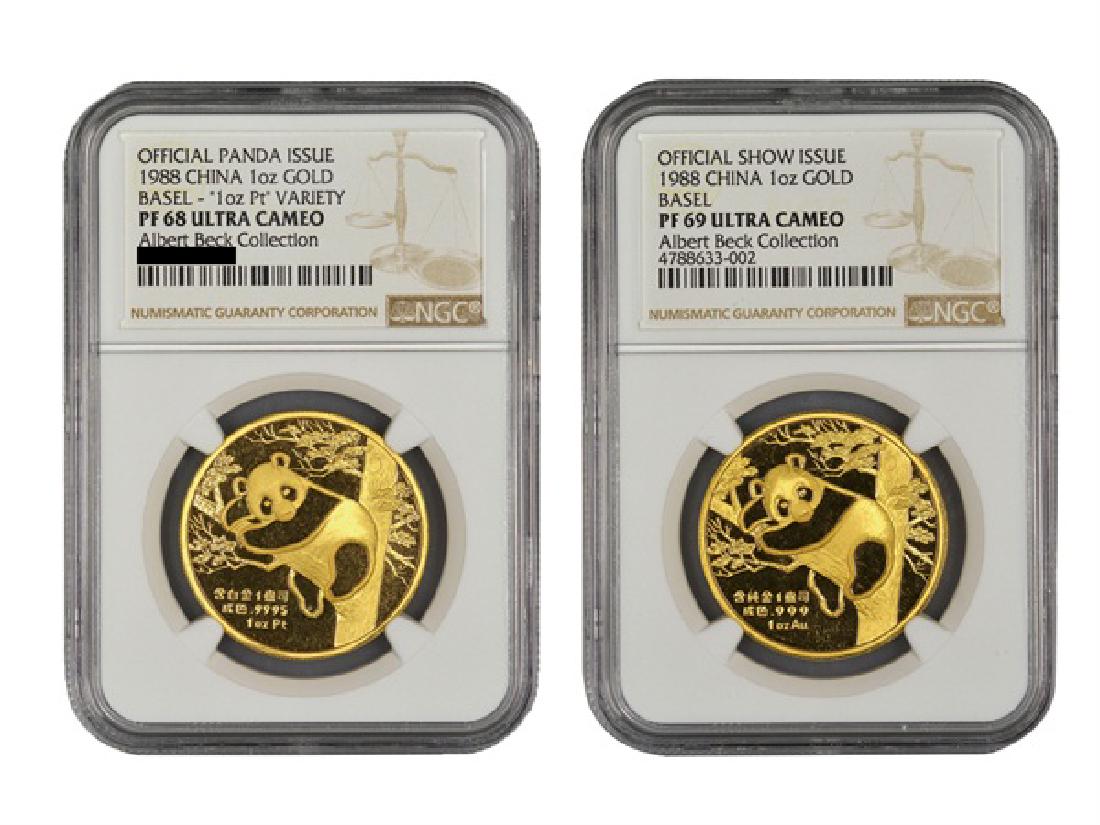 OFFICIAL PANDA ISSUE
1988 CHINA 1oz GOLD
BASEL - "1oz Pt" VARIETY
PF 68 ULTRA CAMEO
Albert Beck Collection
NUMISMATIC GUARANTY CORPORATION
NGC®
含白金1盎司
成色.9995
1oz Pt
OFFICIAL SHOW ISSUE
1988 CHINA 1oz GOLD
BASEL
PF 69 ULTRA CAMEO
Albert Beck Collection
4788633-002
NUMISMATIC GUARANTY CORPORATION
NGC®
含純金1盎司
成色.999
1oz Au